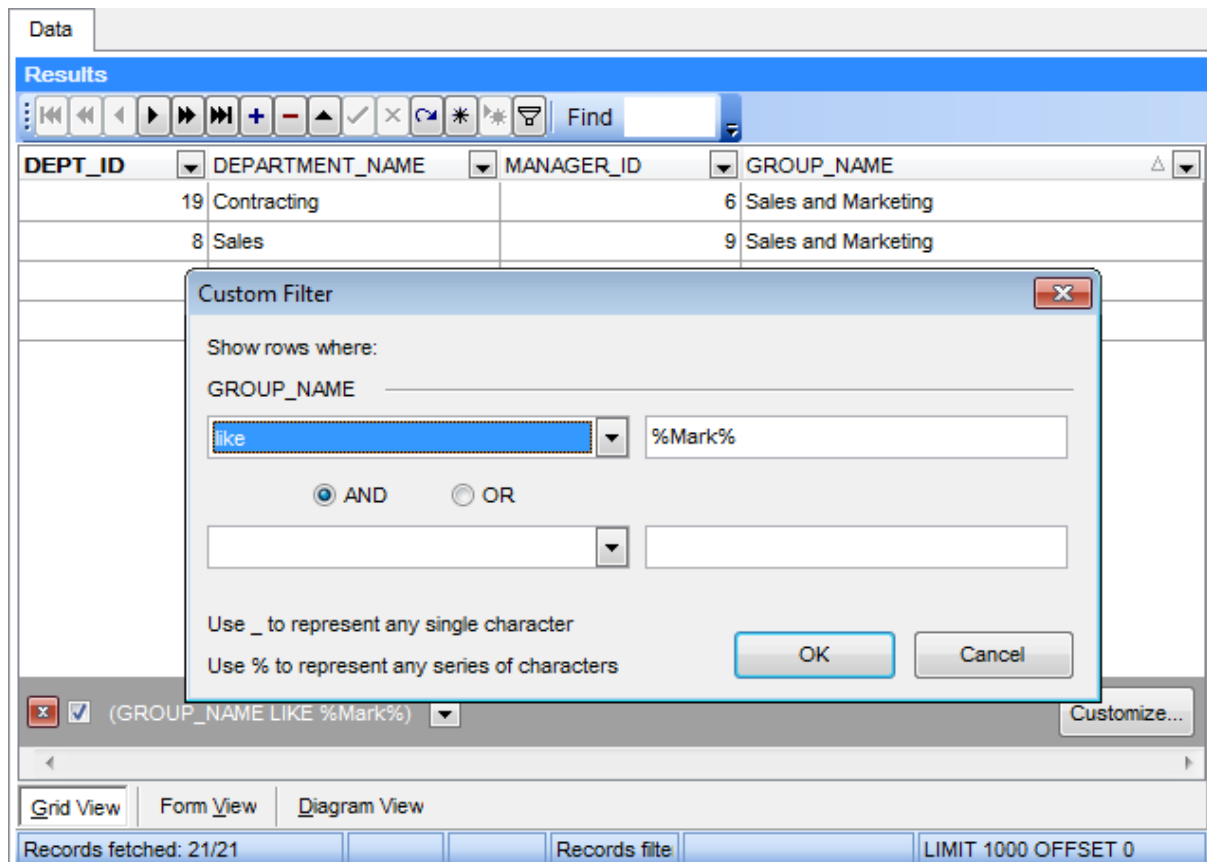 Data
Results
Find
DEPT_ID DEPARTMENT_NAME MANAGER_ID GROUP_NAME
19 Contracting 6 Sales and Marketing
8 Sales 9 Sales and Marketing
Custom Filter
Show rows where:
GROUP_NAME
like %Mark%
AND OR
Use _ to represent any single character
Use % to represent any series of characters
OK Cancel
(GROUP_NAME LIKE %Mark%) Customize...
Grid View Form View Diagram View
Records fetched: 21/21 Records filte LIMIT 1000 OFFSET 0